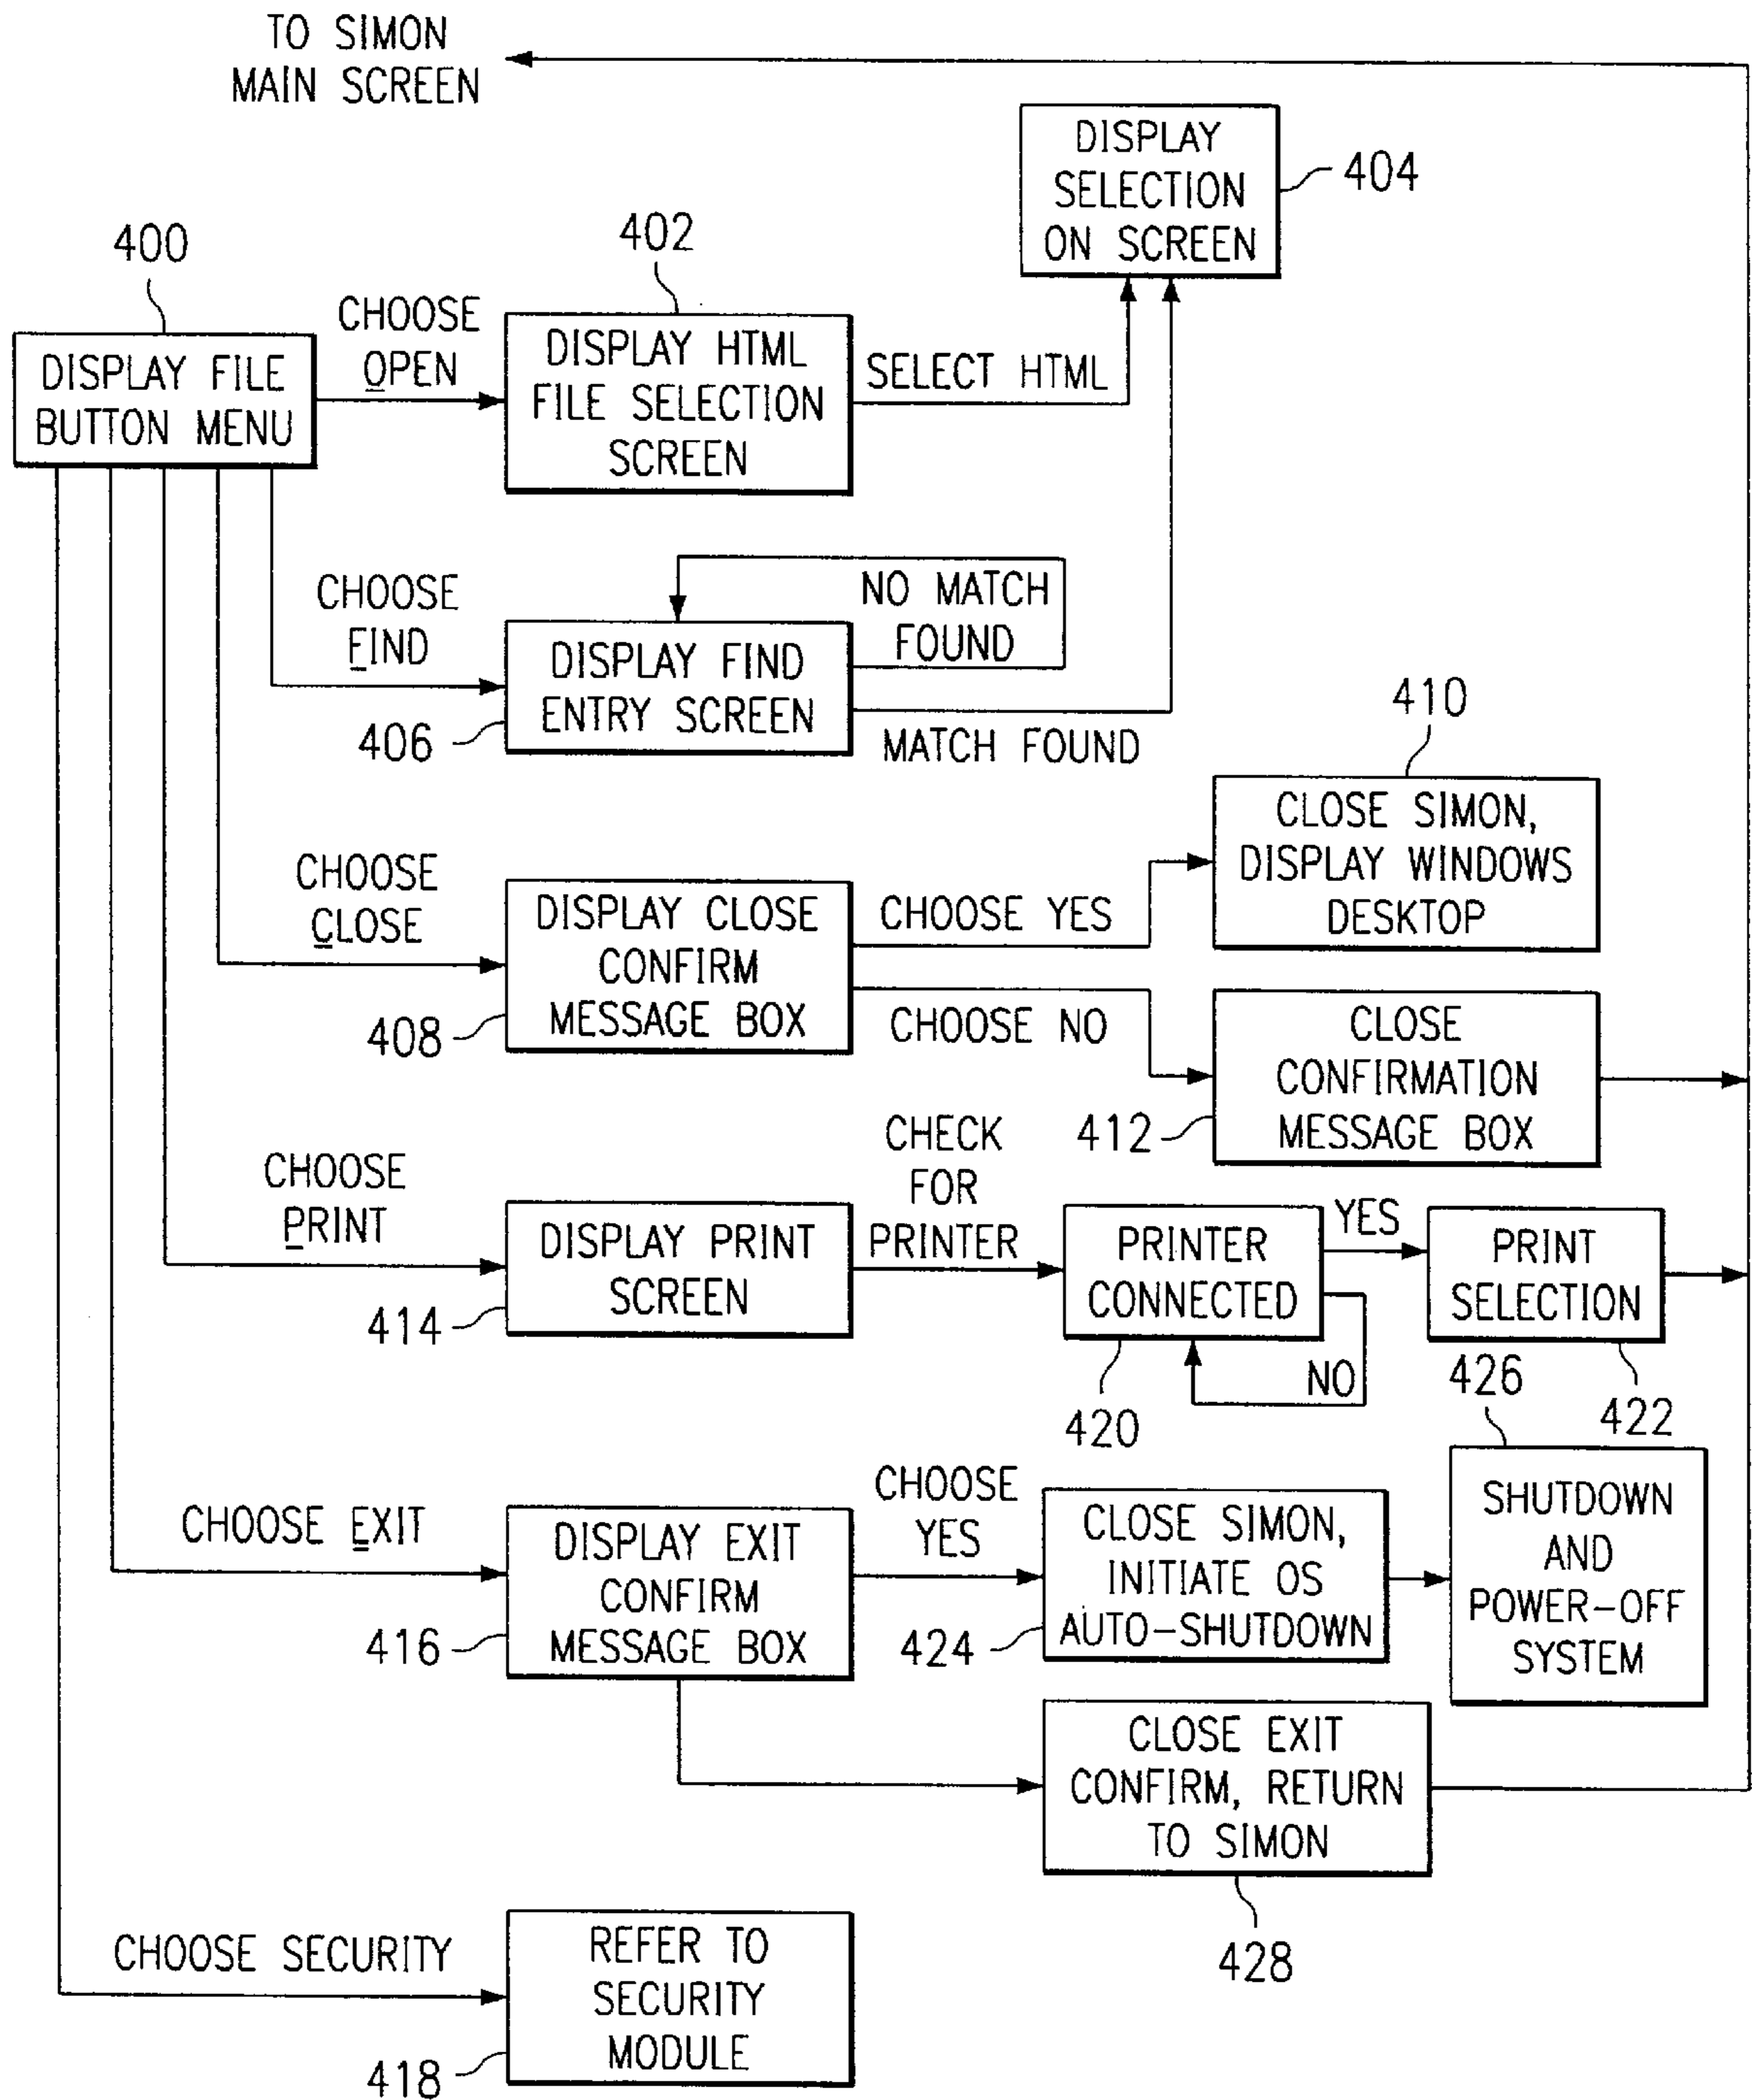 TO SIMON
MAIN SCREEN
DISPLAY
SELECTION
ON SCREEN
404
400
DISPLAY FILE
BUTTON MENU
CHOOSE
OPEN
402
DISPLAY HTML
FILE SELECTION
SCREEN
SELECT HTML
CHOOSE
FIND
DISPLAY FIND
ENTRY SCREEN
406
NO MATCH
FOUND
MATCH FOUND
CHOOSE
CLOSE
DISPLAY CLOSE
CONFIRM
MESSAGE BOX
408
CHOOSE YES
410
CLOSE SIMON,
DISPLAY WINDOWS
DESKTOP
CHOOSE NO
CLOSE
CONFIRMATION
MESSAGE BOX
412
CHOOSE
PRINT
DISPLAY PRINT
SCREEN
414
CHECK
FOR
PRINTER
PRINTER
CONNECTED
420
YES
NO
PRINT
SELECTION
422
CHOOSE EXIT
DISPLAY EXIT
CONFIRM
MESSAGE BOX
416
CHOOSE
YES
CLOSE SIMON,
INITIATE OS
AUTO-SHUTDOWN
424
426
SHUTDOWN
AND
POWER-OFF
SYSTEM
CLOSE EXIT
CONFIRM, RETURN
TO SIMON
428
CHOOSE SECURITY
REFER TO
SECURITY
MODULE
418